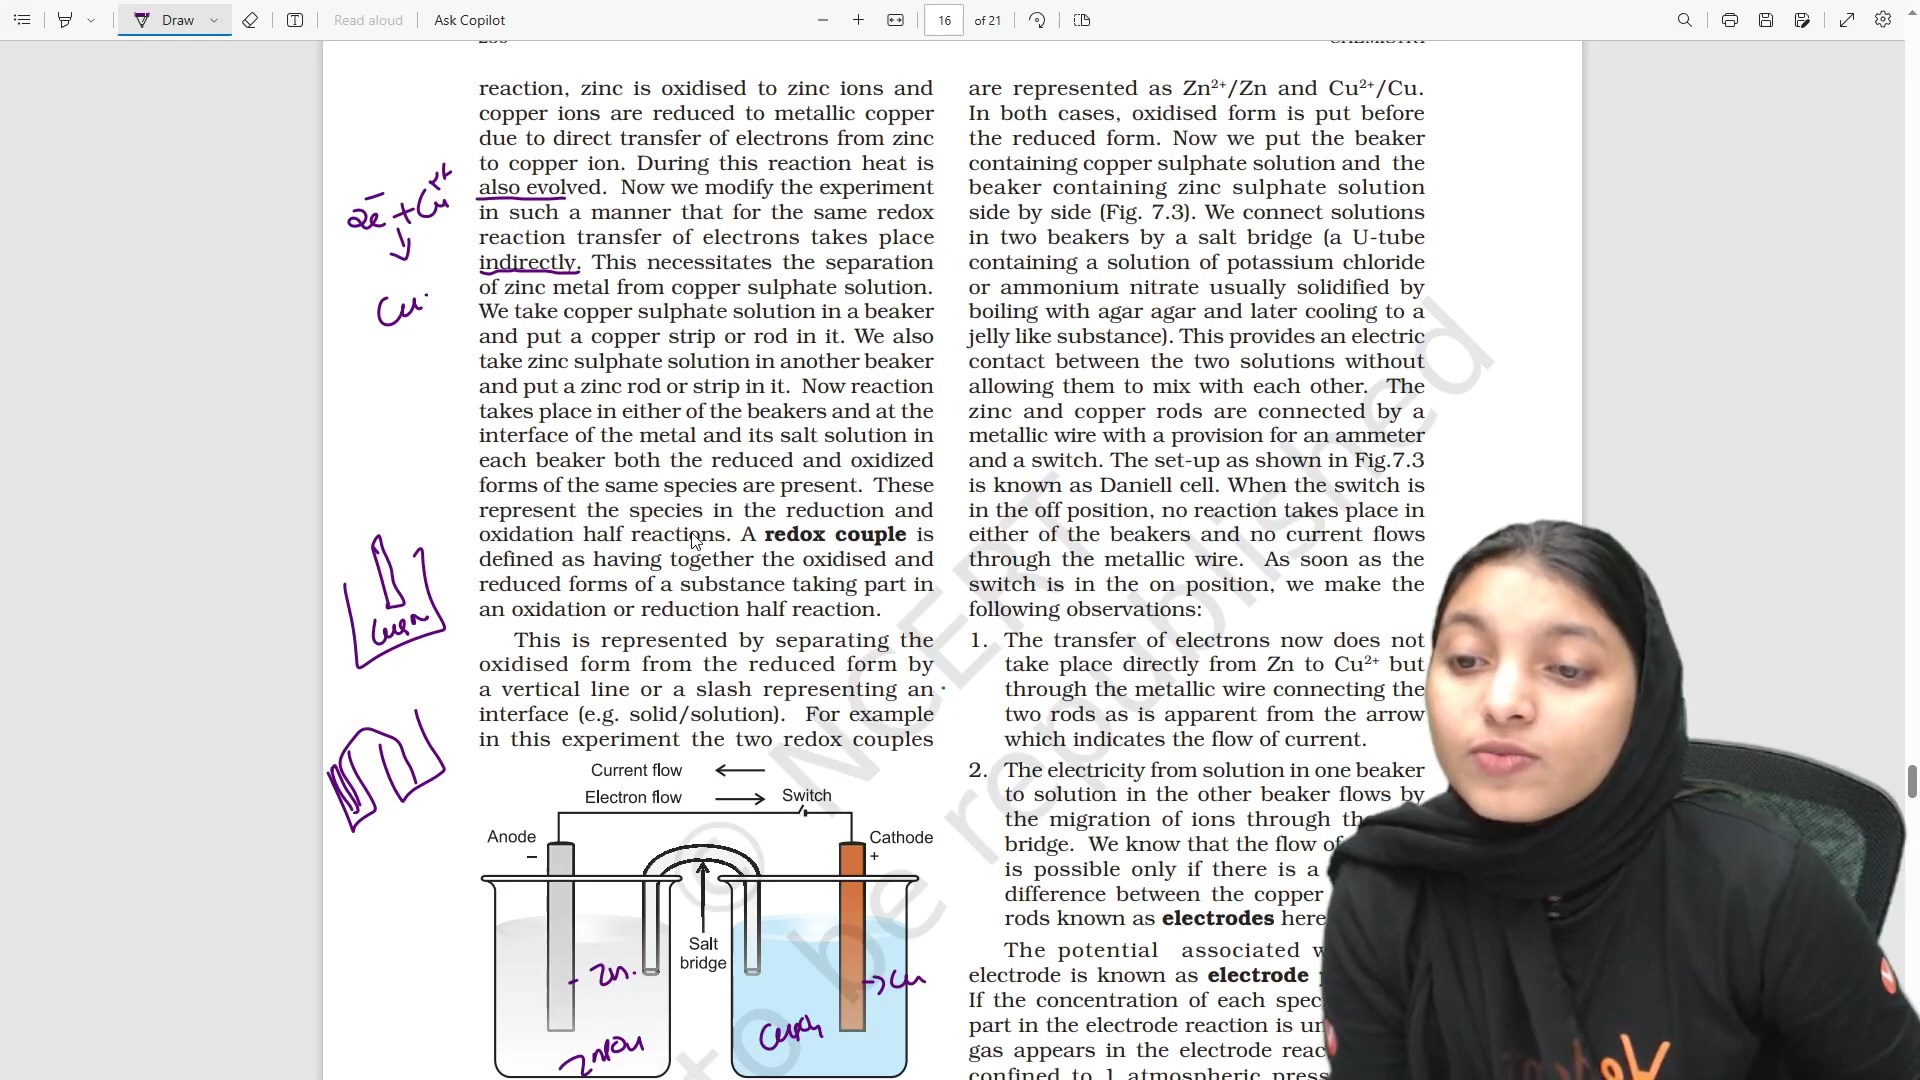 Draw
Read aloud
Ask Copilot
16
of 21
reaction, zinc is oxidised to zinc ions and
copper ions are reduced to metallic copper
due to direct transfer of electrons from zinc
to copper ion. During this reaction heat is
also evolved. Now we modify the experiment
in such a manner that for the same redox
reaction transfer of electrons takes place
indirectly. This necessitates the separation
of zinc metal from copper sulphate solution.
We take copper sulphate solution in a beaker
and put a copper strip or rod in it. We also
take zinc sulphate solution in another beaker
and put a zinc rod or strip in it. Now reaction
takes place in either of the beakers and at the
interface of the metal and its salt solution in
each beaker both the reduced and oxidized
forms of the same species are present. These
represent the species in the reduction and
oxidation half reactions. A redox couple is
defined as having together the oxidised and
reduced forms of a substance taking part in
an oxidation or reduction half reaction.
This is represented by separating the
oxidised form from the reduced form by
a vertical line or a slash representing an
interface (e.g. solid/solution). For example
in this experiment the two redox couples
Current flow
Electron flow
Switch
Anode
−
Cathode
+
Salt
bridge
Zn
Cu
2e⁻ + Cu
Cu
are represented as Zn²⁺/Zn and Cu²⁺/Cu.
In both cases, oxidised form is put before
the reduced form. Now we put the beaker
containing copper sulphate solution and the
beaker containing zinc sulphate solution
side by side (Fig. 7.3). We connect solutions
in two beakers by a salt bridge (a U-tube
containing a solution of potassium chloride
or ammonium nitrate usually solidified by
boiling with agar agar and later cooling to a
jelly like substance). This provides an electric
contact between the two solutions without
allowing them to mix with each other. The
zinc and copper rods are connected by a
metallic wire with a provision for an ammeter
and a switch. The set-up as shown in Fig.7.3
is known as Daniell cell. When the switch is
in the off position, no reaction takes place in
either of the beakers and no current flows
through the metallic wire. As soon as the
switch is in the on position, we make the
following observations:
1. The transfer of electrons now does not
take place directly from Zn to Cu²⁺ but
through the metallic wire connecting the
two rods as is apparent from the arrow
which indicates the flow of current.
2. The electricity from solution in one beaker
to solution in the other beaker flows by
the migration of ions through
bridge. We know that the flow of
is possible only if there is a
difference between the copper
rods known as electrodes here
The potential associated
electrode is known as electrode
If the concentration of each
part in the electrode reaction is
gas appears in the electrode
confined to 1 atmospheric
© NCERT
not to be republished